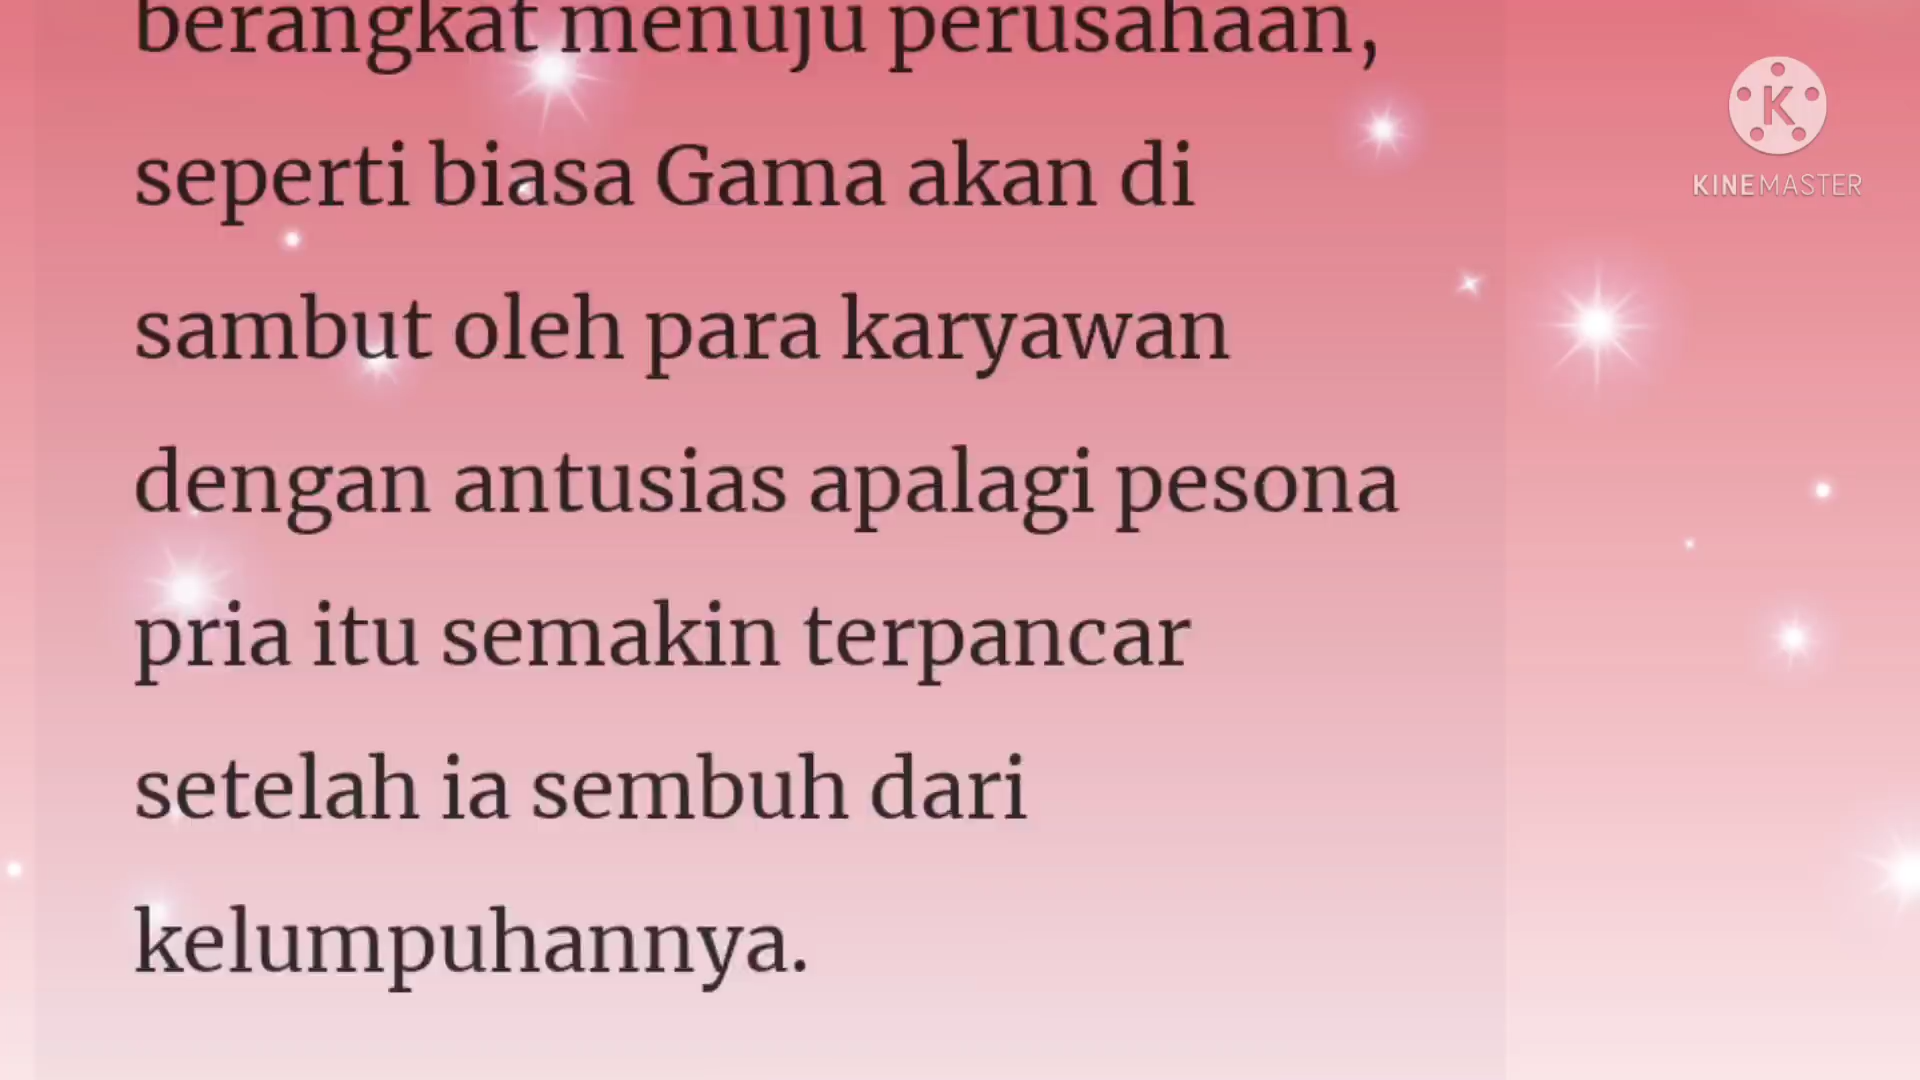 berangkat menuju perusahaan,
seperti biasa Gama akan di
sambut oleh para karyawan
dengan antusias apalagi pesona
pria itu semakin terpancar
setelah ia sembuh dari
kelumpuhannya.
K
KINEMASTER